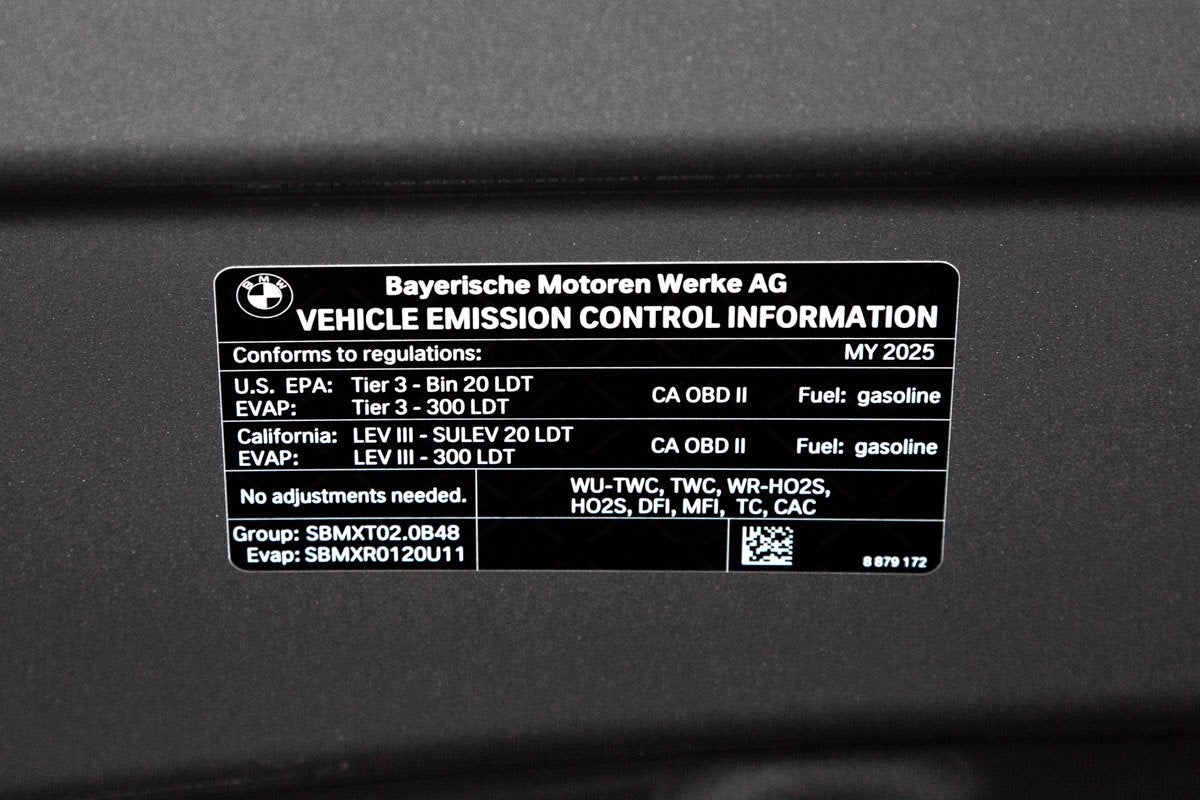 BMW
Bayerische Motoren Werke AG
VEHICLE EMISSION CONTROL INFORMATION
Conforms to regulations: MY 2025
U.S. EPA: Tier 3 - Bin 20 LDT
EVAP: Tier 3 - 300 LDT
CA OBD II Fuel: gasoline
California: LEV III - SULEV 20 LDT
EVAP: LEV III - 300 LDT
CA OBD II Fuel: gasoline
No adjustments needed.
WU-TWC, TWC, WR-HO2S,
HO2S, DFI, MFI, TC, CAC
Group: SBMXT02.0B48
Evap: SBMXR0120U11
8 879 172